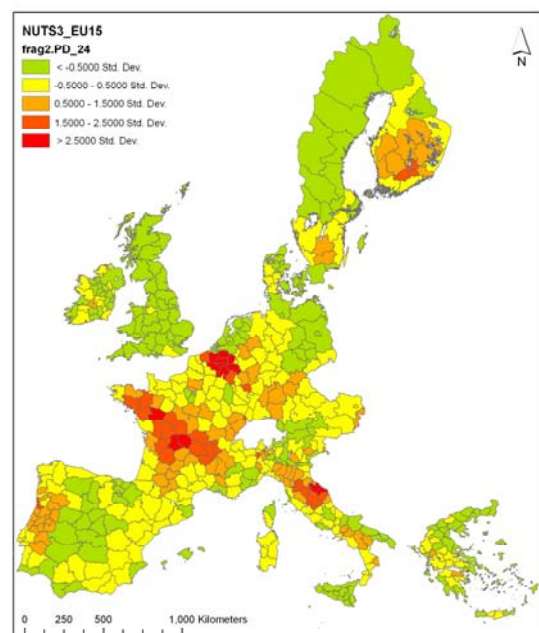 NUTS3_EU15
frag2.PD_24
< -0.5000 Std. Dev.
-0.5000 - 0.5000 Std. Dev.
0.5000 - 1.5000 Std. Dev.
1.5000 - 2.5000 Std. Dev.
> 2.5000 Std. Dev.
N
0 250 500 1,000 Kilometers